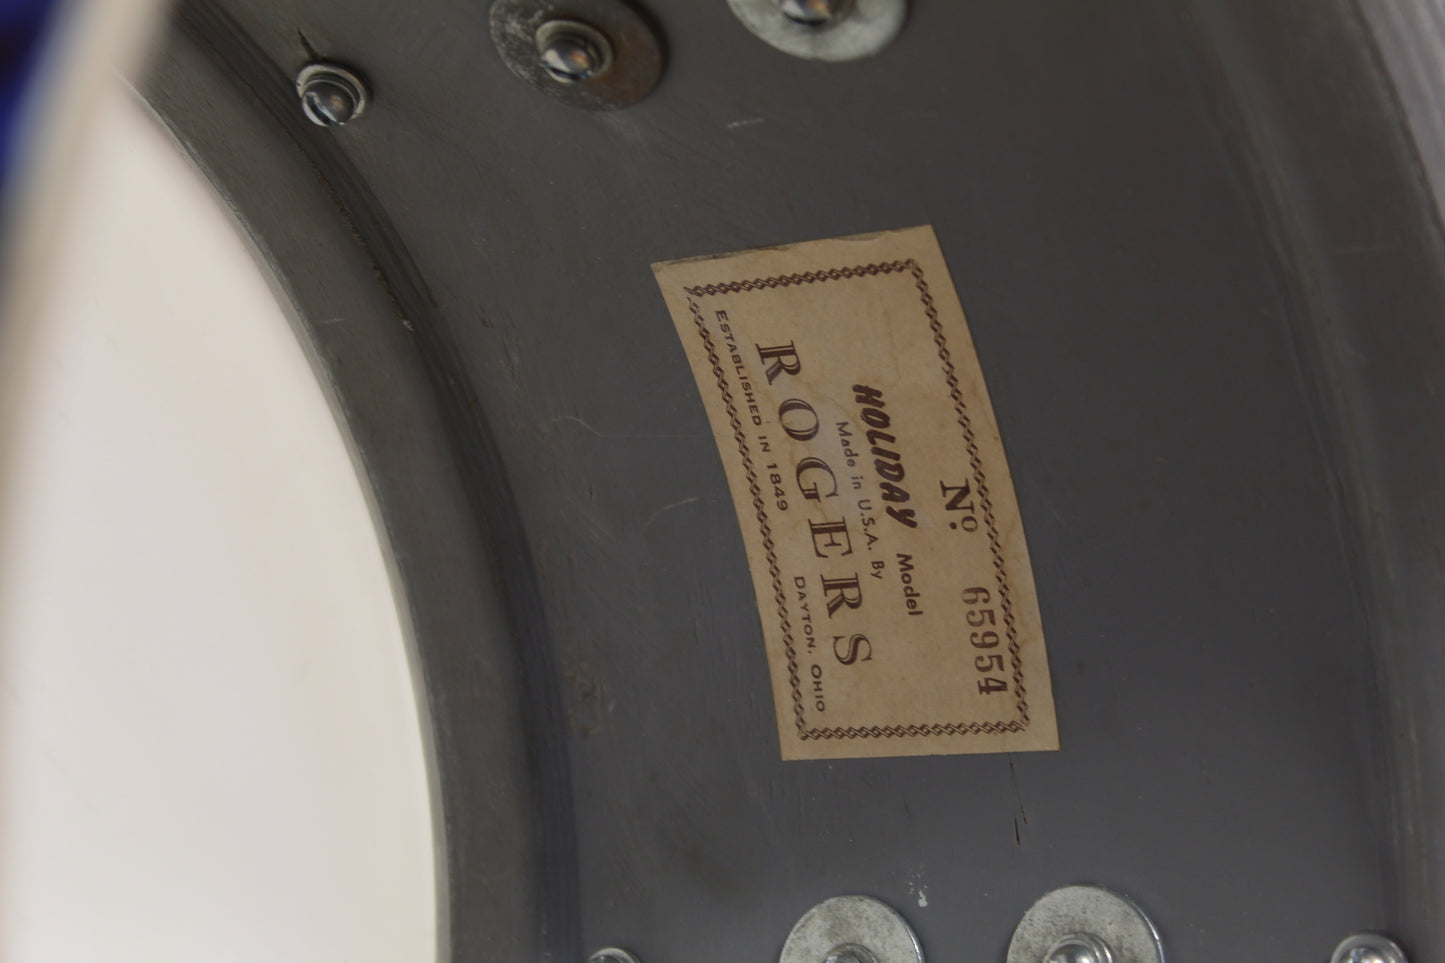 Nº 65954
HOLIDAY Model
Made in U.S.A. By
ROGERS
ESTABLISHED IN 1849 DAYTON, OHIO